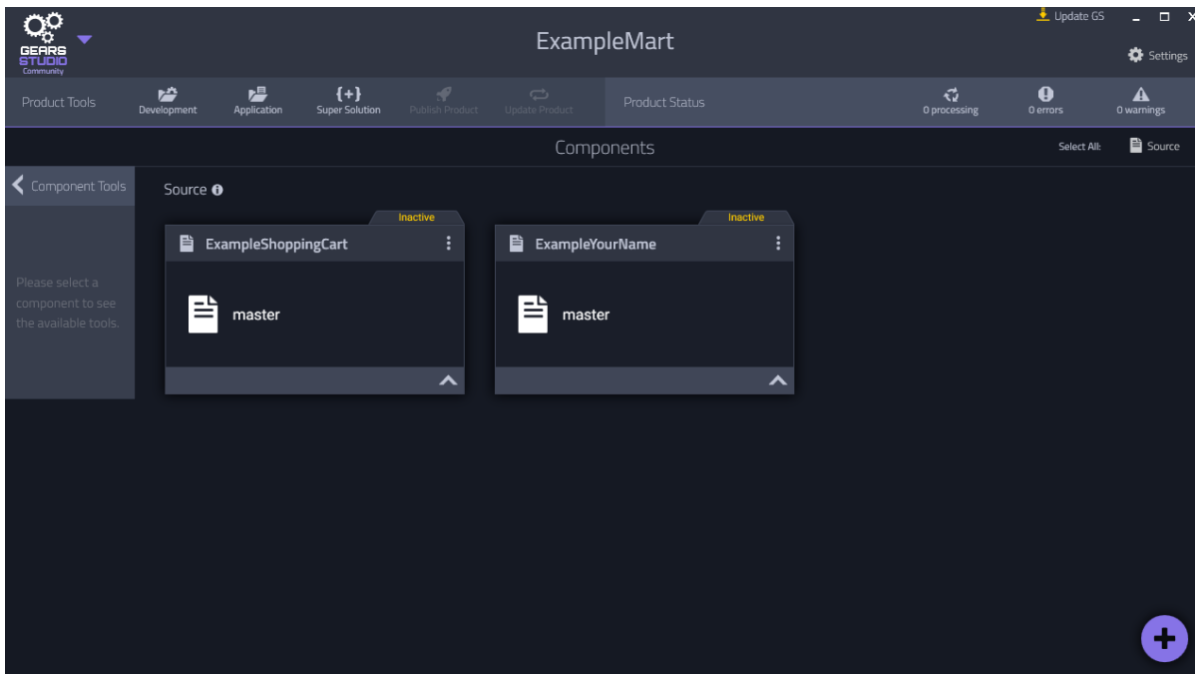 Update GS
GEARS
STUDIO
Community
ExampleMart
Settings
Product Tools
Development
Application
{+}
Super Solution
Publish Product
Update Product
Product Status
0 processing
0 errors
0 warnings
Components
Select All:
Source
Component Tools
Source
Inactive
Inactive
ExampleShoppingCart
ExampleYourName
Please select a
component to see
the available tools.
master
master